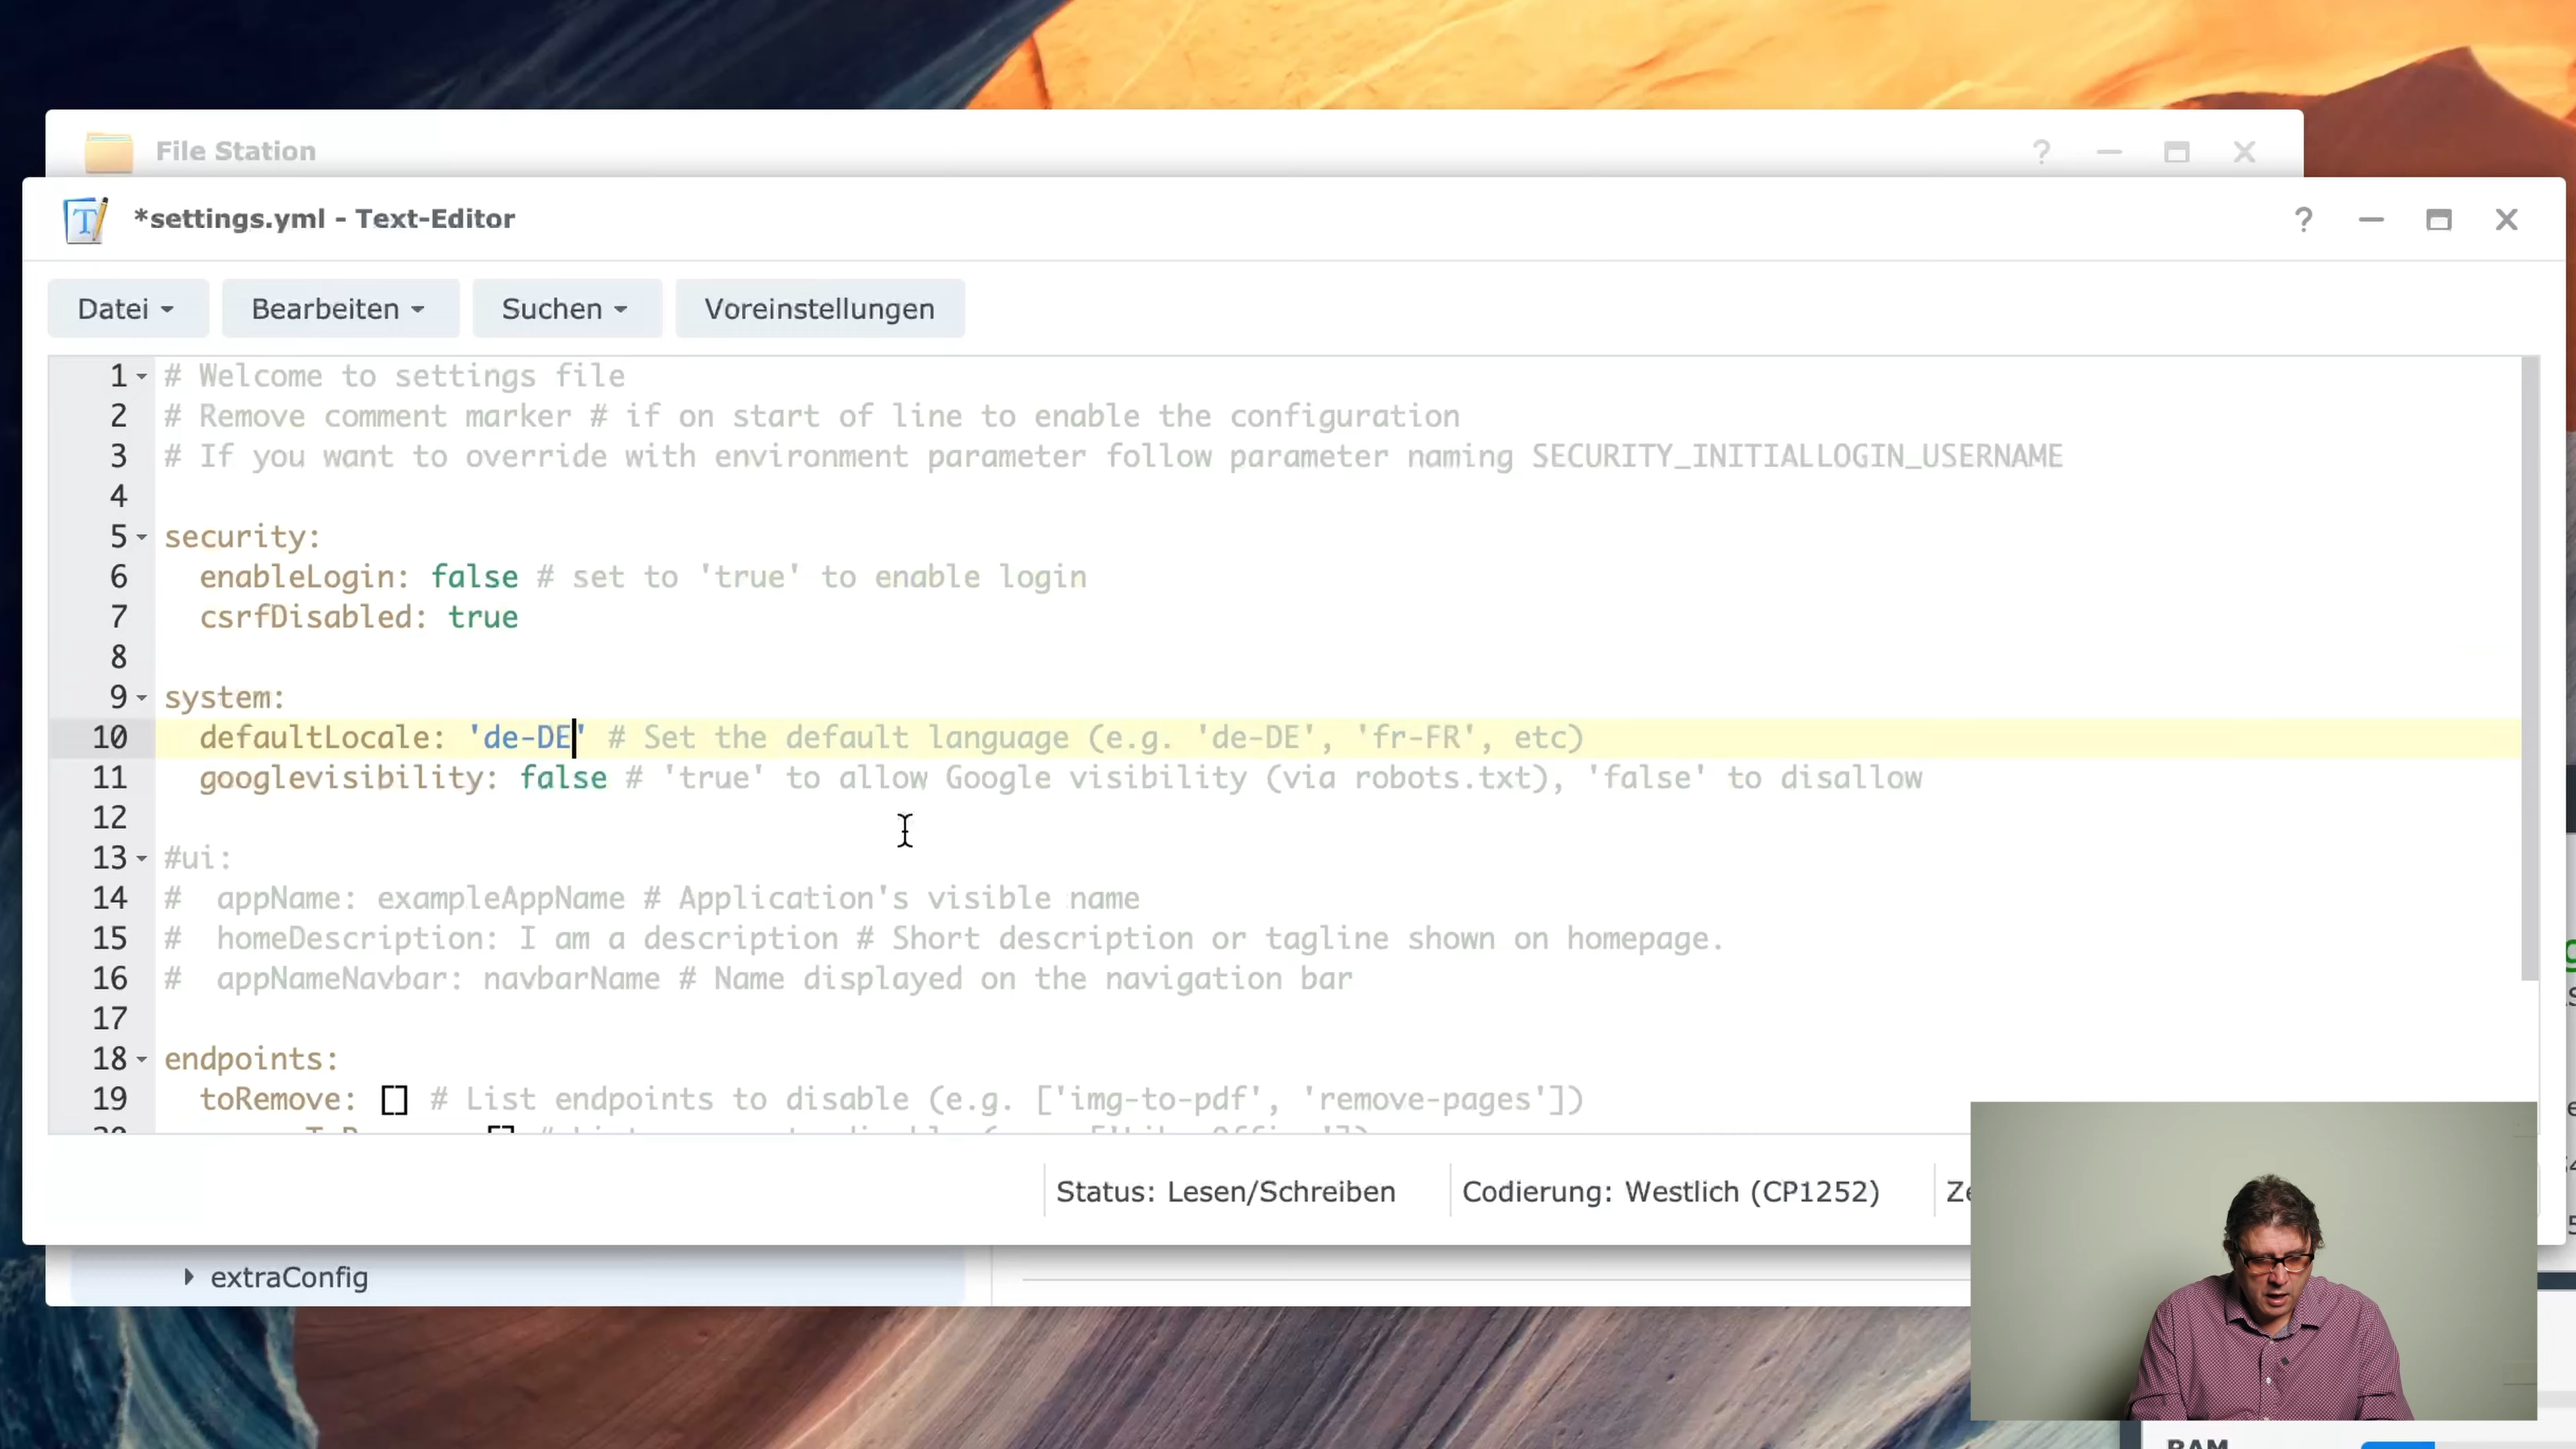 File Station
*settings.yml - Text-Editor
Datei
Bearbeiten
Suchen
Voreinstellungen
1 # Welcome to settings file
2 # Remove comment marker # if on start of line to enable the configuration
3 # If you want to override with environment parameter follow parameter naming SECURITY_INITIALLOGIN_USERNAME
4
5 security:
6 enableLogin: false # set to 'true' to enable login
7 csrfDisabled: true
8
9 system:
10 defaultLocale: 'de-DE' # Set the default language (e.g. 'de-DE', 'fr-FR', etc)
11 googlevisibility: false # 'true' to allow Google visibility (via robots.txt), 'false' to disallow
12
13 #ui:
14 # appName: exampleAppName # Application's visible name
15 # homeDescription: I am a description # Short description or tagline shown on homepage.
16 # appNameNavbar: navbarName # Name displayed on the navigation bar
17
18 endpoints:
19 toRemove: [] # List endpoints to disable (e.g. ['img-to-pdf', 'remove-pages'])
Status: Lesen/Schreiben
Codierung: Westlich (CP1252)
extraConfig